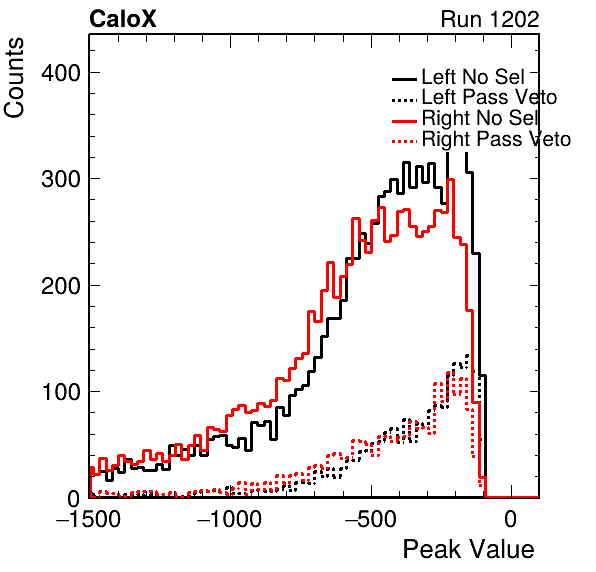 CaloX Run 1202
Counts
400
300
200
100
0
Left No Sel
Left Pass Veto
Right No Sel
Right Pass Veto
−1500 −1000 −500 0
Peak Value